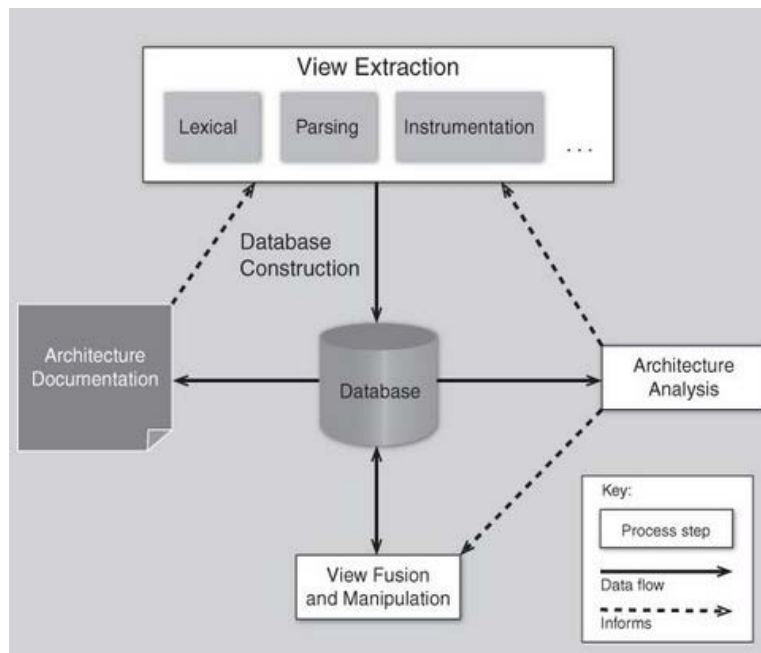 View Extraction
Lexical
Parsing
Instrumentation
. . .
Database
Construction
Architecture
Documentation
Database
Architecture
Analysis
View Fusion
and Manipulation
Key:
Process step
Data flow
Informs